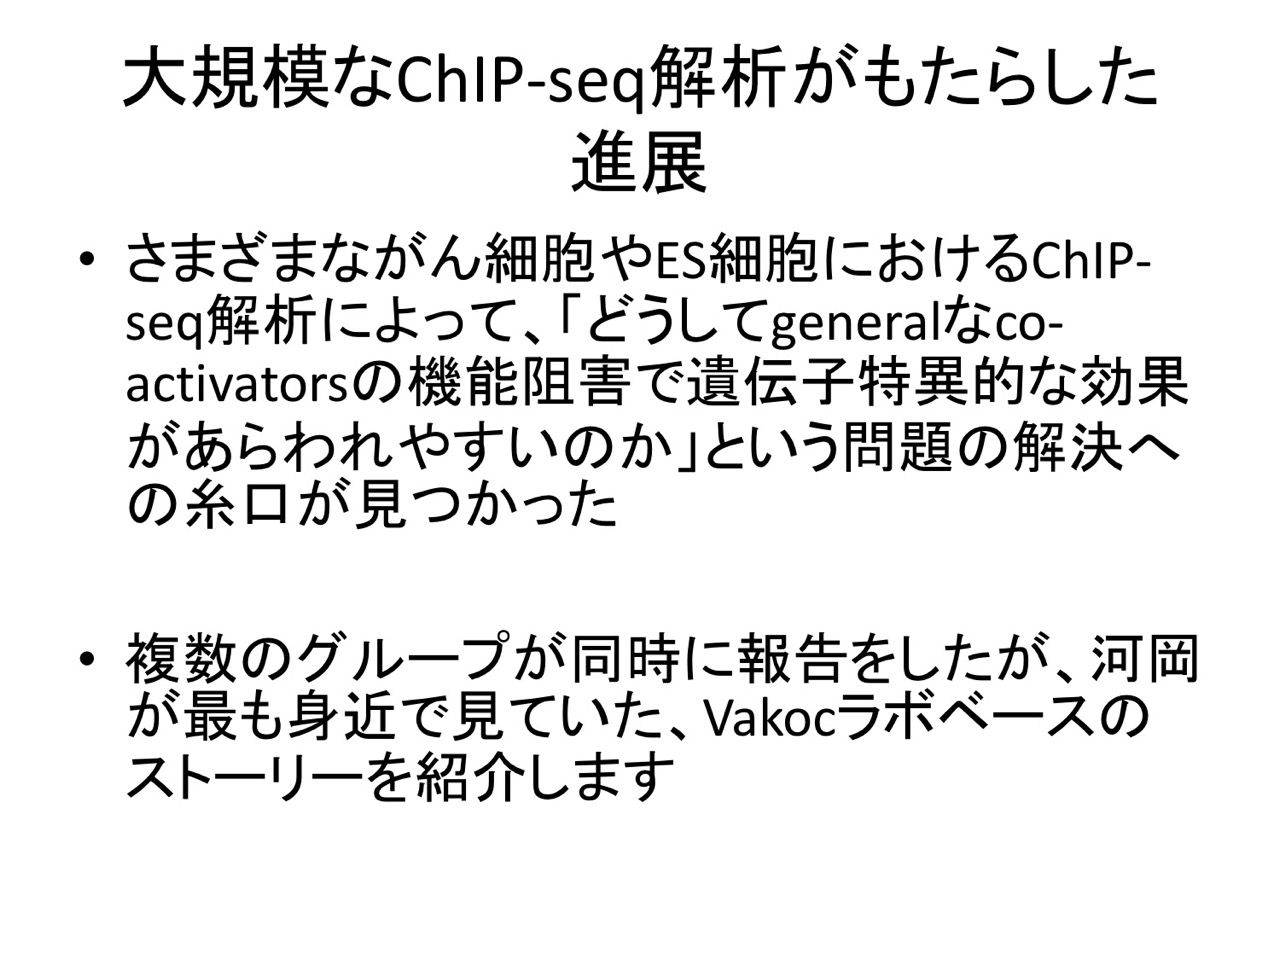 大規模なChIP-seq解析がもたらした
進展
• さまざまながん細胞やES細胞におけるChIP-
seq解析によって、「どうしてgeneralなco-
activatorsの機能阻害で遺伝子特異的な効果
があらわれやすいのか」という問題の解決へ
の糸口が見つかった
• 複数のグループが同時に報告をしたが、河岡
が最も身近で見ていた、Vakocラボベースの
ストーリーを紹介します